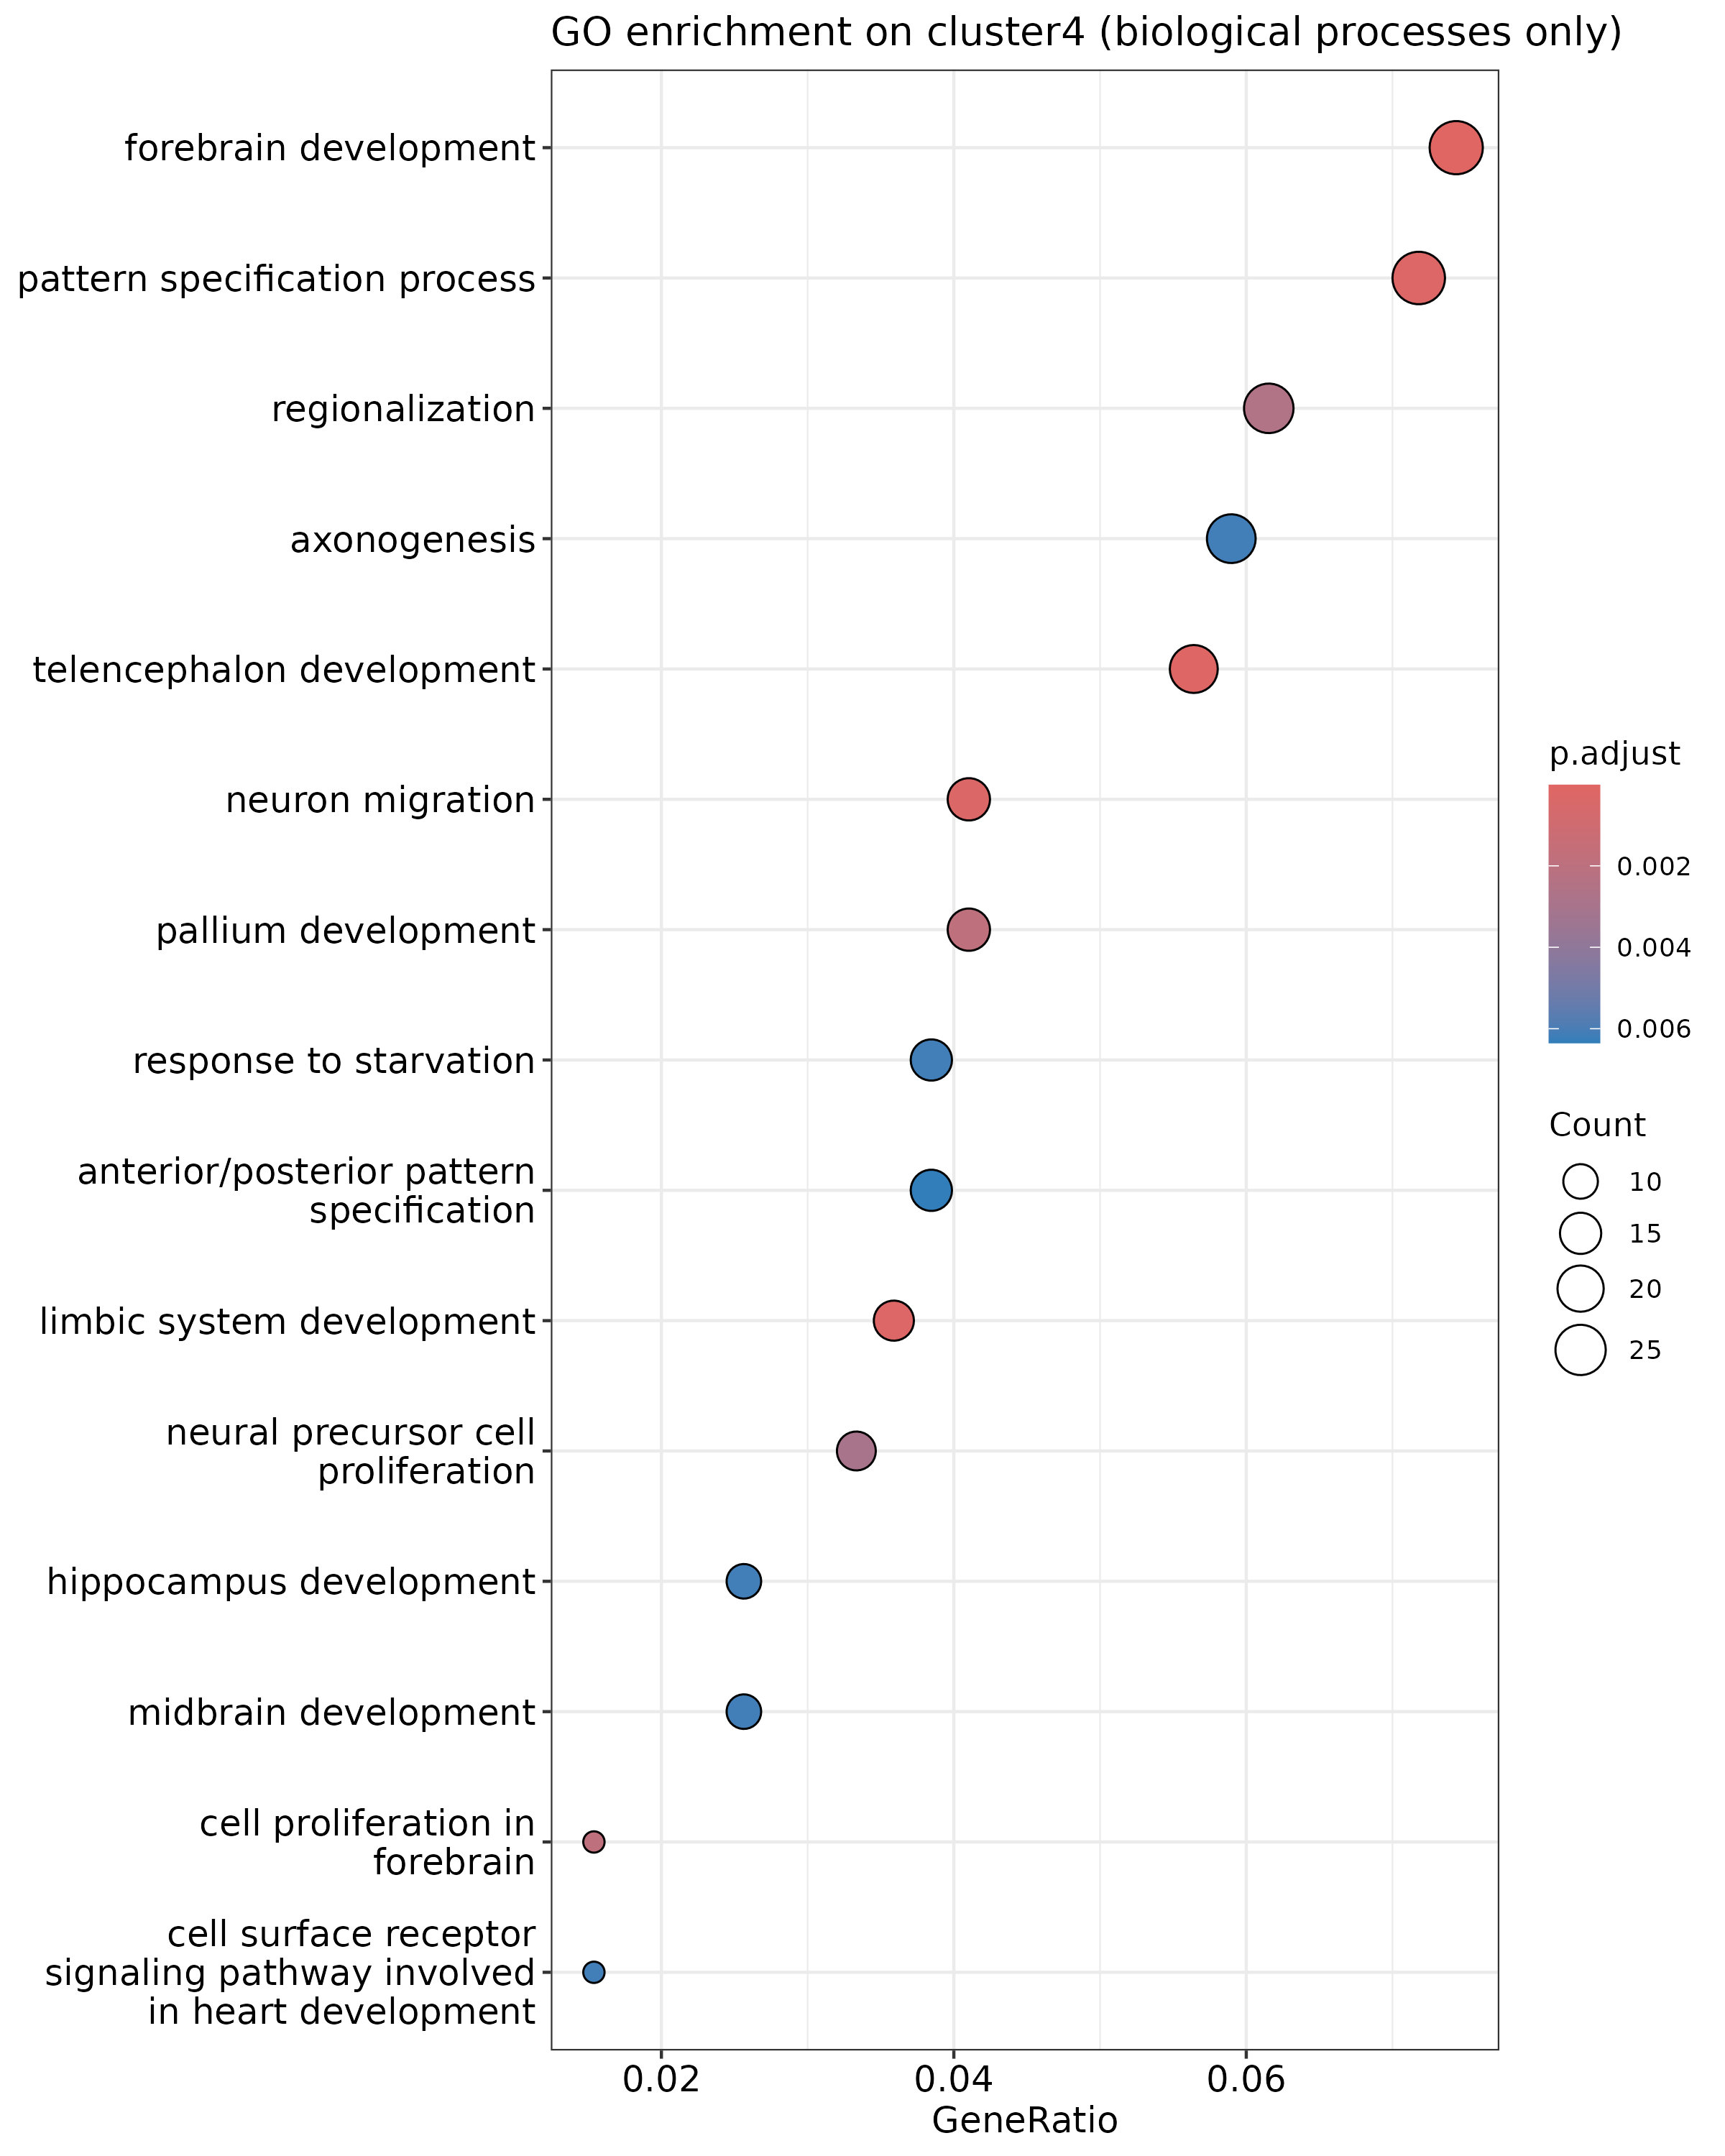 GO enrichment on cluster4 (biological processes only)
forebrain development
pattern specification process
regionalization
axonogenesis
telencephalon development
neuron migration
pallium development
response to starvation
anterior/posterior pattern
specification
limbic system development
neural precursor cell
proliferation
hippocampus development
midbrain development
cell proliferation in
forebrain
cell surface receptor
signaling pathway involved
in heart development
0.02
0.04
0.06
GeneRatio
p.adjust
0.002
0.004
0.006
Count
10
15
20
25